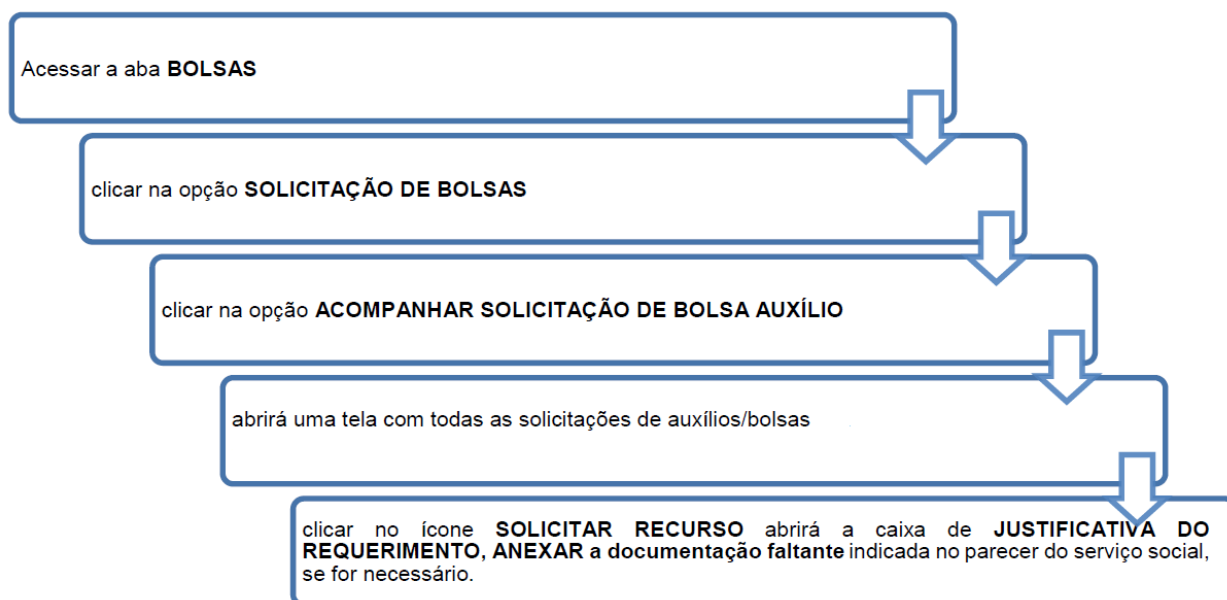 Acessar a aba BOLSAS
clicar na opção SOLICITAÇÃO DE BOLSAS
clicar na opção ACOMPANHAR SOLICITAÇÃO DE BOLSA AUXÍLIO
abrirá uma tela com todas as solicitações de auxílios/bolsas
clicar no ícone SOLICITAR RECURSO abrirá a caixa de JUSTIFICATIVA DO
REQUERIMENTO, ANEXAR a documentação faltante indicada no parecer do serviço social,
se for necessário.